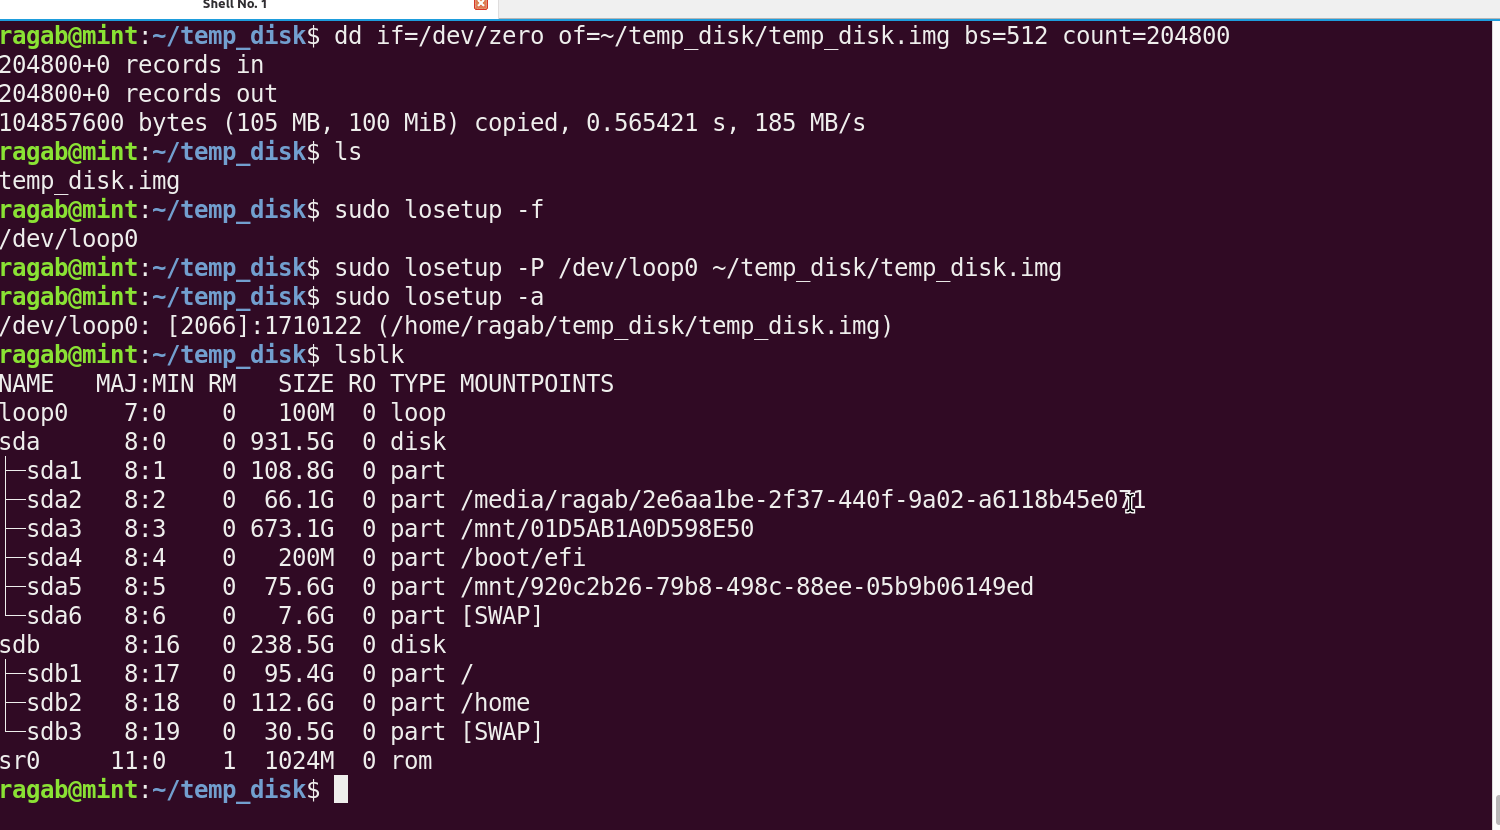 Shell No. 1
ragab@mint:~/temp_disk$ dd if=/dev/zero of=~/temp_disk/temp_disk.img bs=512 count=204800
204800+0 records in
204800+0 records out
104857600 bytes (105 MB, 100 MiB) copied, 0.565421 s, 185 MB/s
ragab@mint:~/temp_disk$ ls
temp_disk.img
ragab@mint:~/temp_disk$ sudo losetup -f
/dev/loop0
ragab@mint:~/temp_disk$ sudo losetup -P /dev/loop0 ~/temp_disk/temp_disk.img
ragab@mint:~/temp_disk$ sudo losetup -a
/dev/loop0: [2066]:1710122 (/home/ragab/temp_disk/temp_disk.img)
ragab@mint:~/temp_disk$ lsblk
NAME   MAJ:MIN RM   SIZE RO TYPE MOUNTPOINTS
loop0    7:0    0   100M  0 loop
sda      8:0    0 931.5G  0 disk
├─sda1   8:1    0 108.8G  0 part
├─sda2   8:2    0  66.1G  0 part /media/ragab/2e6aa1be-2f37-440f-9a02-a6118b45e071
├─sda3   8:3    0 673.1G  0 part /mnt/01D5AB1A0D598E50
├─sda4   8:4    0   200M  0 part /boot/efi
├─sda5   8:5    0  75.6G  0 part /mnt/920c2b26-79b8-498c-88ee-05b9b06149ed
└─sda6   8:6    0   7.6G  0 part [SWAP]
sdb      8:16   0 238.5G  0 disk
├─sdb1   8:17   0  95.4G  0 part /
├─sdb2   8:18   0 112.6G  0 part /home
└─sdb3   8:19   0  30.5G  0 part [SWAP]
sr0     11:0    1  1024M  0 rom
ragab@mint:~/temp_disk$